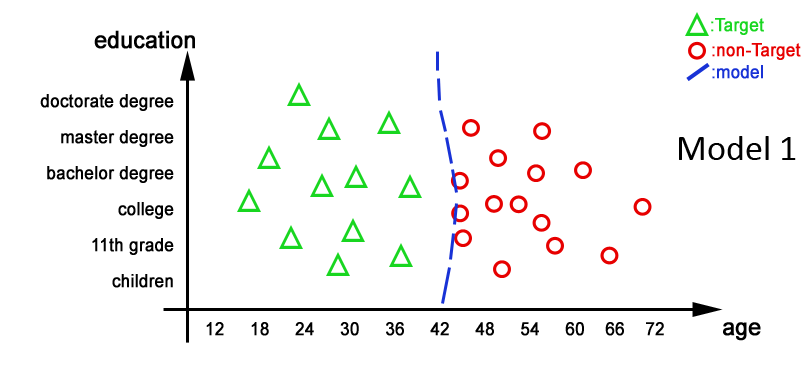 :Target
education
:non-Target
:model
doctorate degree
master degree
Model 1
bachelor degree
college
11th grade
children
12 18 24 30 36 42 48 54 60 66 72
age